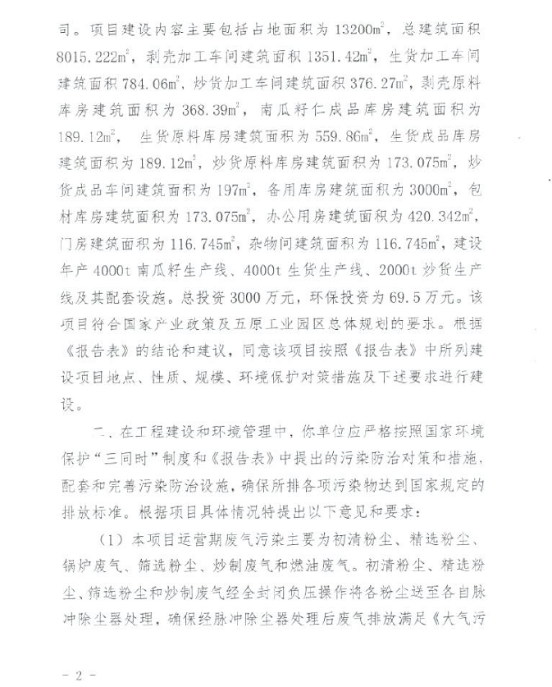 司。项目建设内容主要包括占地面积为13200㎡，总建筑面积
8015.222㎡，剥壳加工车间建筑面积1351.42㎡，生货加工车间
建筑面积784.06㎡，炒货加工车间建筑面积376.27㎡，剥壳原料
库房建筑面积为368.39㎡，南瓜籽仁成品库房建筑面积为
189.12㎡， 生货原料库房建筑面积为559.86㎡，生货成品库房
建筑面积为189.12㎡，炒货原料库房建筑面积为173.075㎡，炒
货成品车间建筑面积为197㎡，备用库房建筑面积为3000㎡，包
材库房建筑面积为173.075㎡，办公用房建筑面积为420.342㎡，
门房建筑面积为116.745㎡，杂物间建筑面积为116.745㎡，建设
年产4000t南瓜籽生产线、4000t生货生产线、2000t炒货生产
线及其配套设施。总投资3000万元，环保投资为69.5万元。该
项目符合国家产业政策及五原工业园区总体规划的要求。根据
《报告表》的结论和建议，同意该项目按照《报告表》中所列建
设项目地点、性质、规模、环境保护对策措施及下述要求进行建
设。
二、在工程建设和环境管理中，你单位应严格按照国家环境
保护“三同时”制度和《报告表》中提出的污染防治对策和措施，
配套和完善污染防治设施，确保所排各项污染物达到国家规定的
排放标准。根据项目具体情况特提出以下意见和要求：
（1）本项目运营期废气污染主要为初清粉尘、精选粉尘、
锅炉废气、筛选粉尘、炒制废气和燃油废气。初清粉尘、精选粉
尘、筛选粉尘和炒制废气经全封闭负压操作将各粉尘送至各自脉
冲除尘器处理，确保经脉冲除尘器处理后废气排放满足《大气污
- 2 -